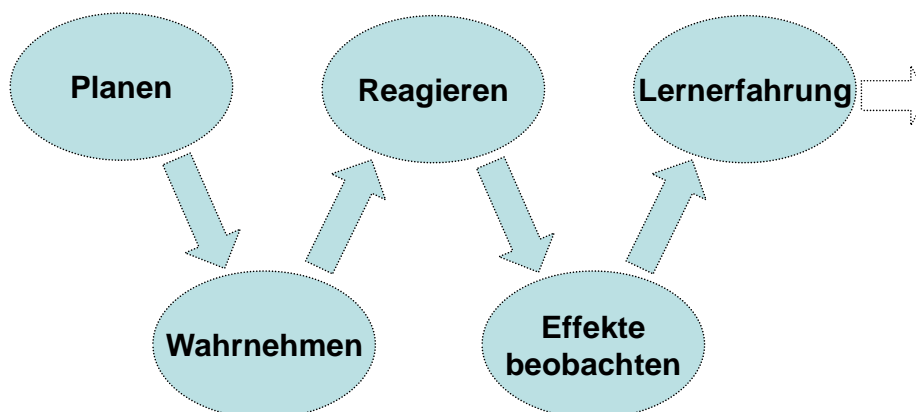 Planen
Wahrnehmen
Reagieren
Effekte
beobachten
Lernerfahrung